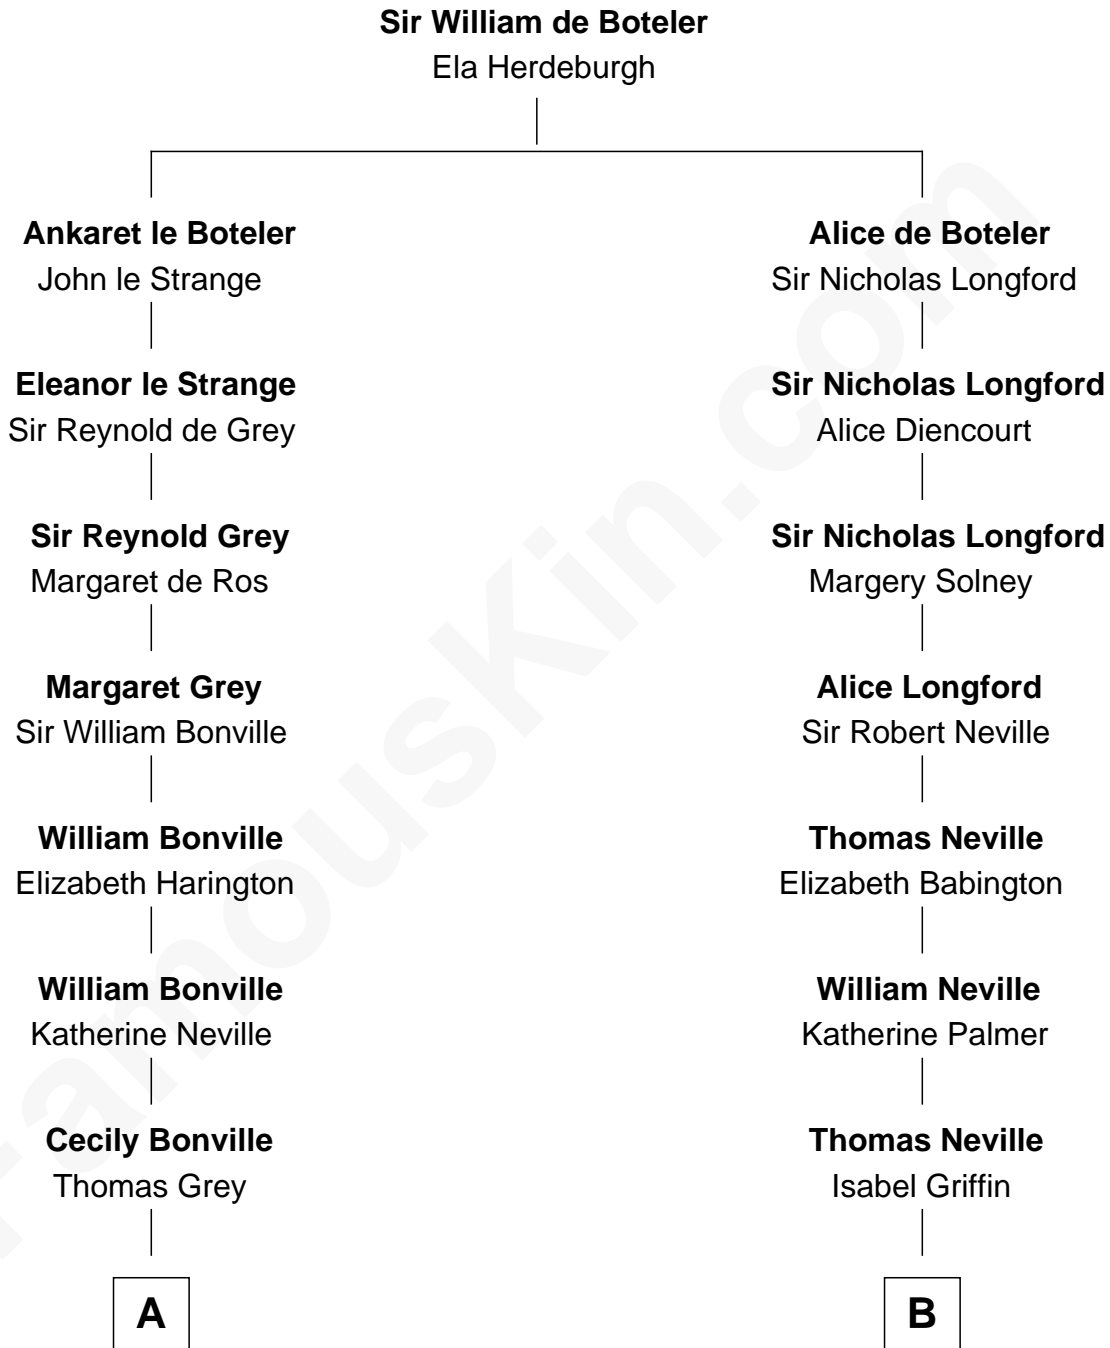 Sir William de Boteler
Ela Herdeburgh
Ankaret le Boteler
John le Strange
Alice de Boteler
Sir Nicholas Longford
Eleanor le Strange
Sir Reynold de Grey
Sir Nicholas Longford
Alice Diencourt
Sir Reynold Grey
Margaret de Ros
Sir Nicholas Longford
Margery Solney
Margaret Grey
Sir William Bonville
Alice Longford
Sir Robert Neville
William Bonville
Elizabeth Harington
Thomas Neville
Elizabeth Babington
William Bonville
Katherine Neville
William Neville
Katherine Palmer
Cecily Bonville
Thomas Grey
Thomas Neville
Isabel Griffin
A
B
FamousKin.com